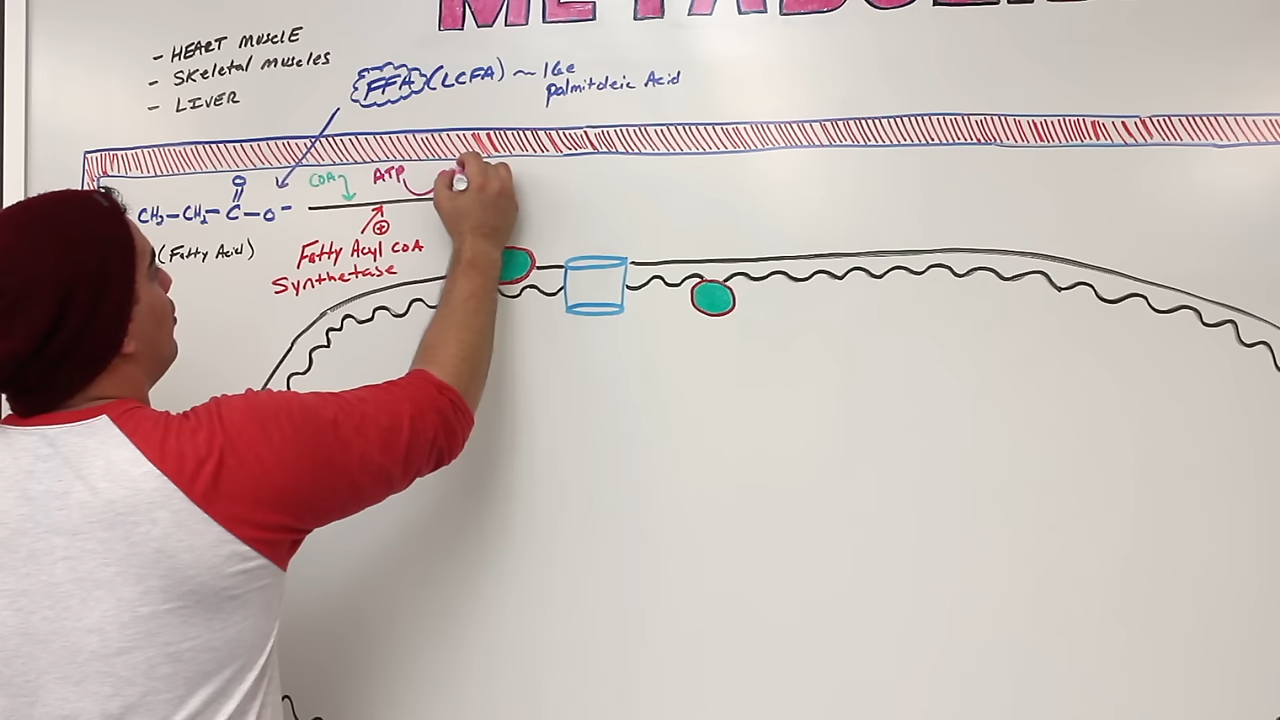 METABOLI
- HEART MUSCLE
- Skeletal muscles
- LIVER
FFA (LCFA) ~ 16c
palmitoleic Acid
O
CH3-CH2-C-O-
COA
ATP
(Fatty Acid)
+
Fatty Acyl COA
Synthetase